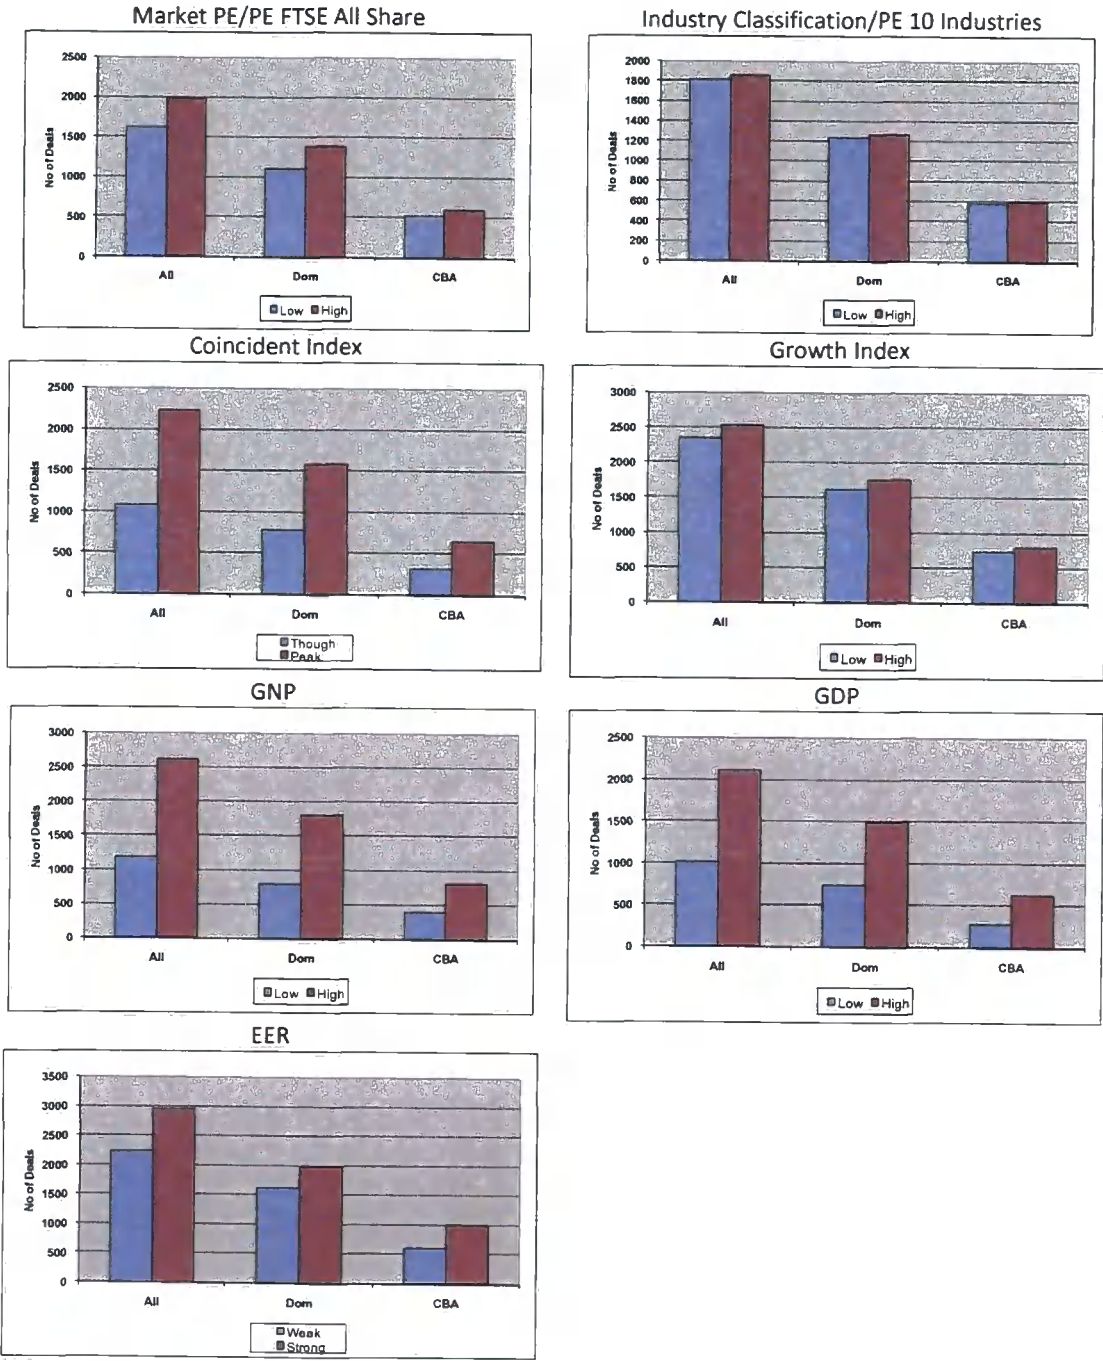 Market PE/PE FTSE All Share
2500
2000
1500
1000
500
0
No of Deals
All
Dom
CBA
Low High
Industry Classification/PE 10 Industries
2000
1800
1600
1400
1200
1000
800
600
400
200
0
No of Deals
All
Dom
CBA
Low High
Coincident Index
2500
2000
1500
1000
500
0
No of Deals
All
Dom
CBA
Though
Peak
Growth Index
3000
2500
2000
1500
1000
500
0
No of Deals
All
Dom
CBA
Low High
GNP
3000
2500
2000
1500
1000
500
0
No of Deals
All
Dom
CBA
Low High
GDP
2500
2000
1500
1000
500
0
No of Deals
All
Dom
CBA
Low High
EER
3500
3000
2500
2000
1500
1000
500
0
No of Deals
All
Dom
CBA
Weak
Strong